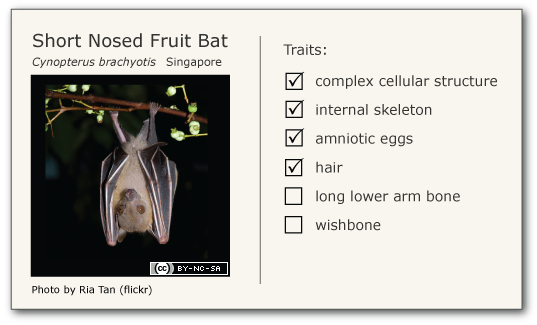 Short Nosed Fruit Bat
Cynopterus brachyotis Singapore
Photo by Ria Tan (flickr)
cc BY-NC-SA
Traits:
complex cellular structure
internal skeleton
amniotic eggs
hair
long lower arm bone
wishbone